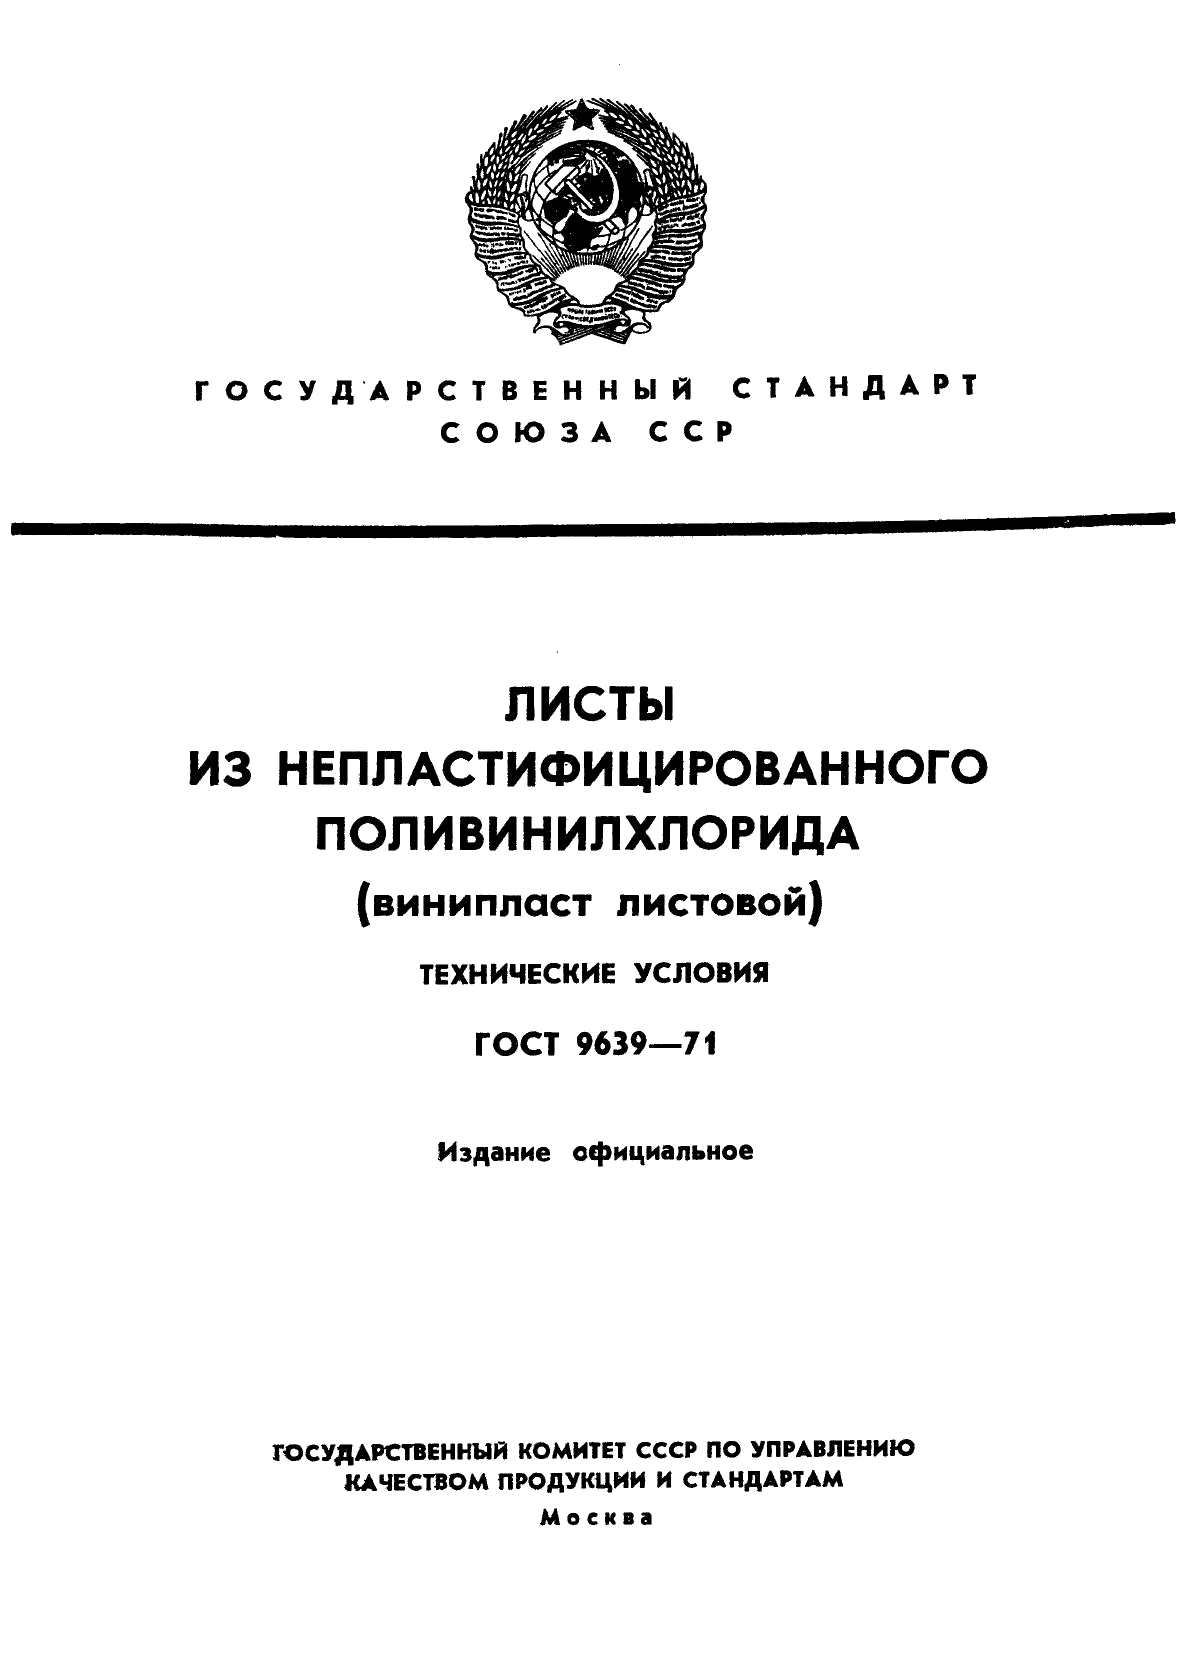 ГОСУДАРСТВЕННЫЙ СТАНДАРТ
СОЮЗА ССР
ЛИСТЫ
ИЗ НЕПЛАСТИФИЦИРОВАННОГО
ПОЛИВИНИЛХЛОРИДА
(винипласт листовой)
ТЕХНИЧЕСКИЕ УСЛОВИЯ
ГОСТ 9639—71
Издание официальное
ГОСУДАРСТВЕННЫЙ КОМИТЕТ СССР ПО УПРАВЛЕНИЮ
КАЧЕСТВОМ ПРОДУКЦИИ И СТАНДАРТАМ
Москва